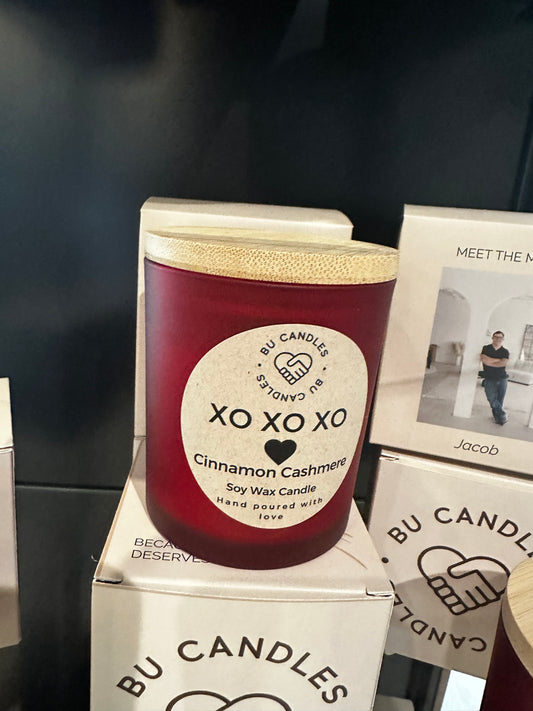 BU CANDLES · BU CANDLES ·
XO XO XO
Cinnamon Cashmere
Soy Wax Candle
Hand poured with
love
MEET THE M
Jacob
BECA
DESERVES
BU CANDLES
BU CANDLES
CANDLES